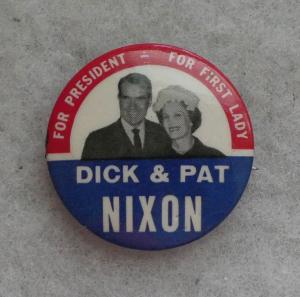 FOR PRESIDENT – FOR FIRST LADY
DICK & PAT
NIXON